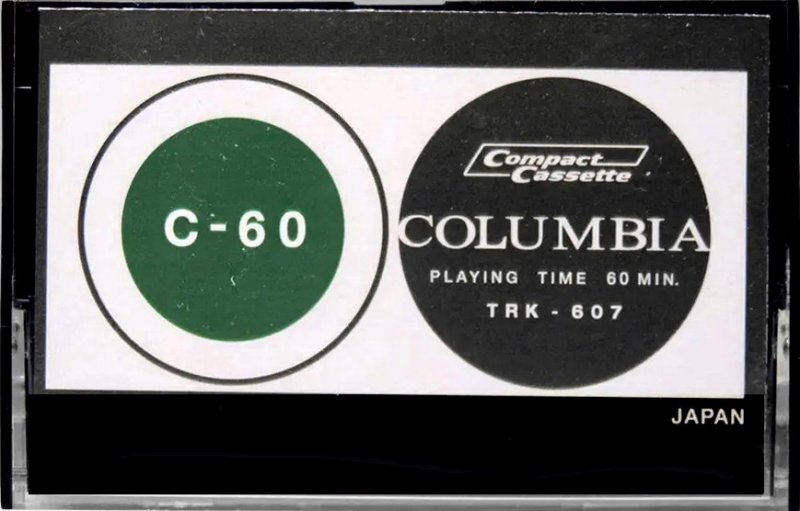 C-60
Compact
Cassette
COLUMBIA
PLAYING TIME 60 MIN.
TRK - 607
JAPAN